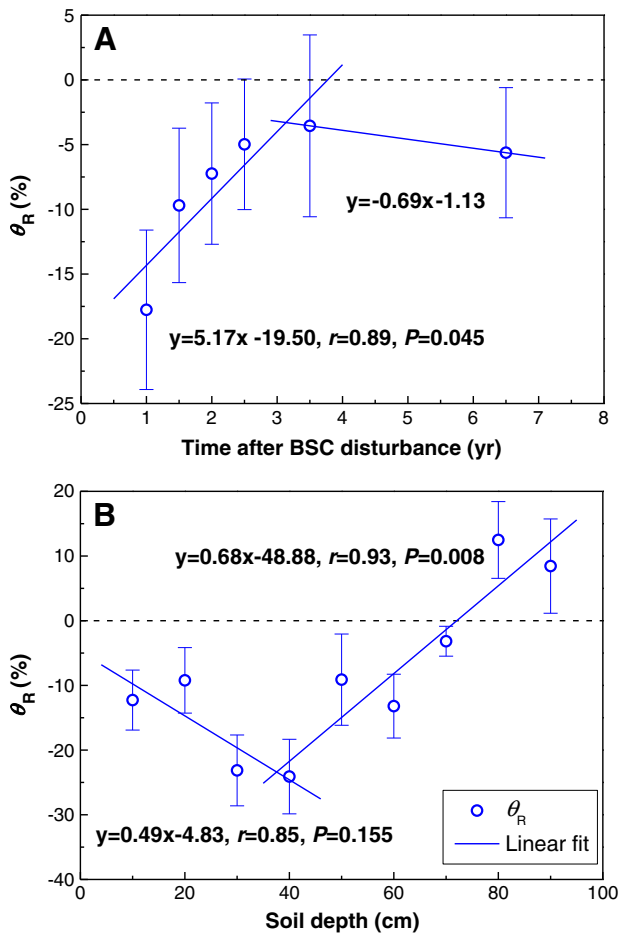 A
5
0
-5
-10
-15
-20
-25
θR (%)
y=-0.69x-1.13
y=5.17x -19.50, r=0.89, P=0.045
0 1 2 3 4 5 6 7 8
Time after BSC disturbance (yr)
B
20
10
0
-10
-20
-30
-40
θR (%)
y=0.68x-48.88, r=0.93, P=0.008
y=0.49x-4.83, r=0.85, P=0.155
θR
Linear fit
0 20 40 60 80 100
Soil depth (cm)